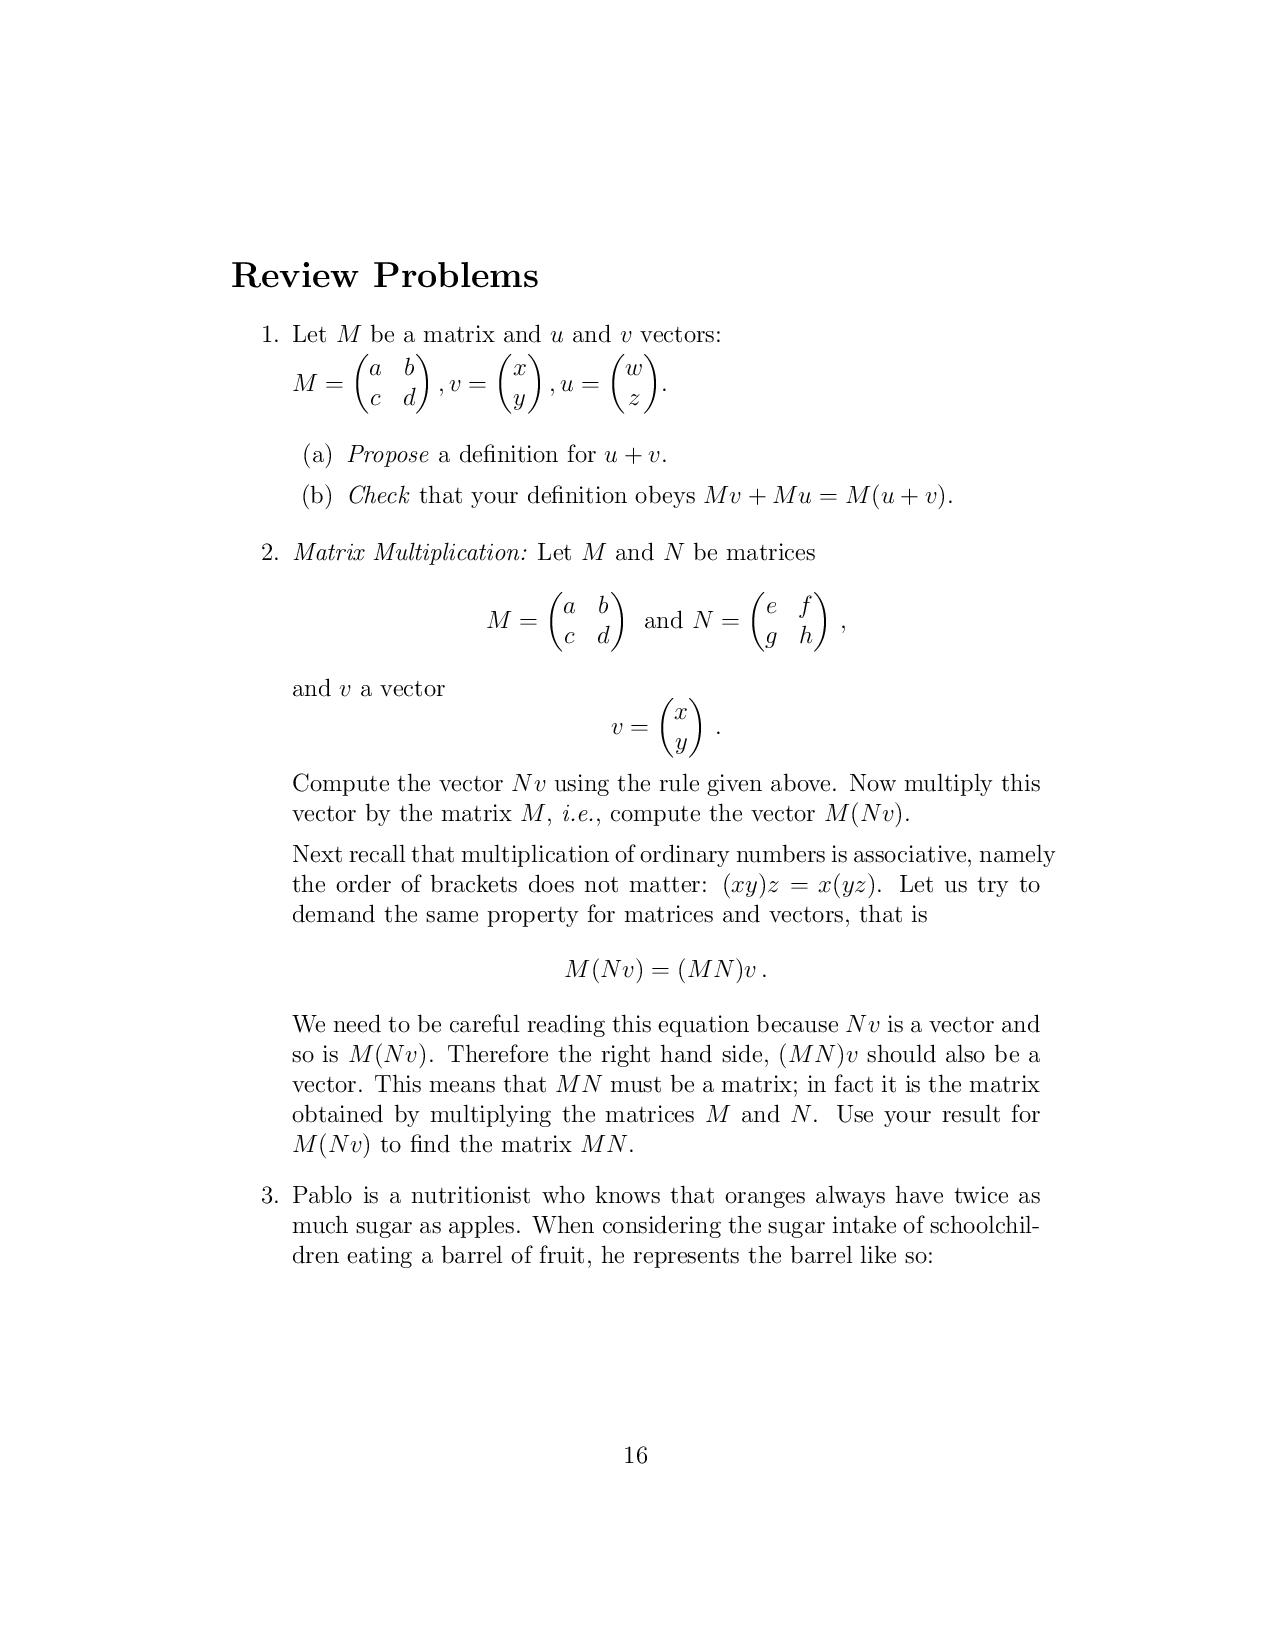 Review Problems
1. Let M be a matrix and u and v vectors:
M = \begin{pmatrix} a & b \\ c & d \end{pmatrix} , v = \begin{pmatrix} x \\ y \end{pmatrix} , u = \begin{pmatrix} w \\ z \end{pmatrix}.
(a) Propose a definition for u + v.
(b) Check that your definition obeys Mv + Mu = M(u + v).
2. Matrix Multiplication: Let M and N be matrices
M = \begin{pmatrix} a & b \\ c & d \end{pmatrix} and N = \begin{pmatrix} e & f \\ g & h \end{pmatrix} ,
and v a vector
v = \begin{pmatrix} x \\ y \end{pmatrix} .
Compute the vector Nv using the rule given above. Now multiply this
vector by the matrix M, i.e., compute the vector M(Nv).
Next recall that multiplication of ordinary numbers is associative, namely
the order of brackets does not matter: (xy)z = x(yz). Let us try to
demand the same property for matrices and vectors, that is
M(Nv) = (MN)v .
We need to be careful reading this equation because Nv is a vector and
so is M(Nv). Therefore the right hand side, (MN)v should also be a
vector. This means that MN must be a matrix; in fact it is the matrix
obtained by multiplying the matrices M and N. Use your result for
M(Nv) to find the matrix MN.
3. Pablo is a nutritionist who knows that oranges always have twice as
much sugar as apples. When considering the sugar intake of schoolchil-
dren eating a barrel of fruit, he represents the barrel like so:
16